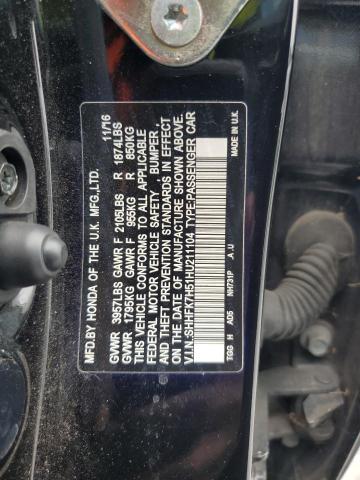 MFD.BY HONDA OF THE U.K. MFG.,LTD. 11/16
GVWR 3957LBS GAWR F 2105LBS R 1874LBS
GVWR 1795KG GAWR F 955KG R 850KG
THIS VEHICLE CONFORMS TO ALL APPLICABLE
FEDERAL MOTOR VEHICLE SAFETY, BUMPER,
AND THEFT PREVENTION STANDARDS IN EFFECT
ON THE DATE OF MANUFACTURE SHOWN ABOVE.
V.I.N.:SHHFK7H51HU211104 TYPE:PASSENGER CAR
TGG H AD5 NH731P A .U
MADE IN U.K.